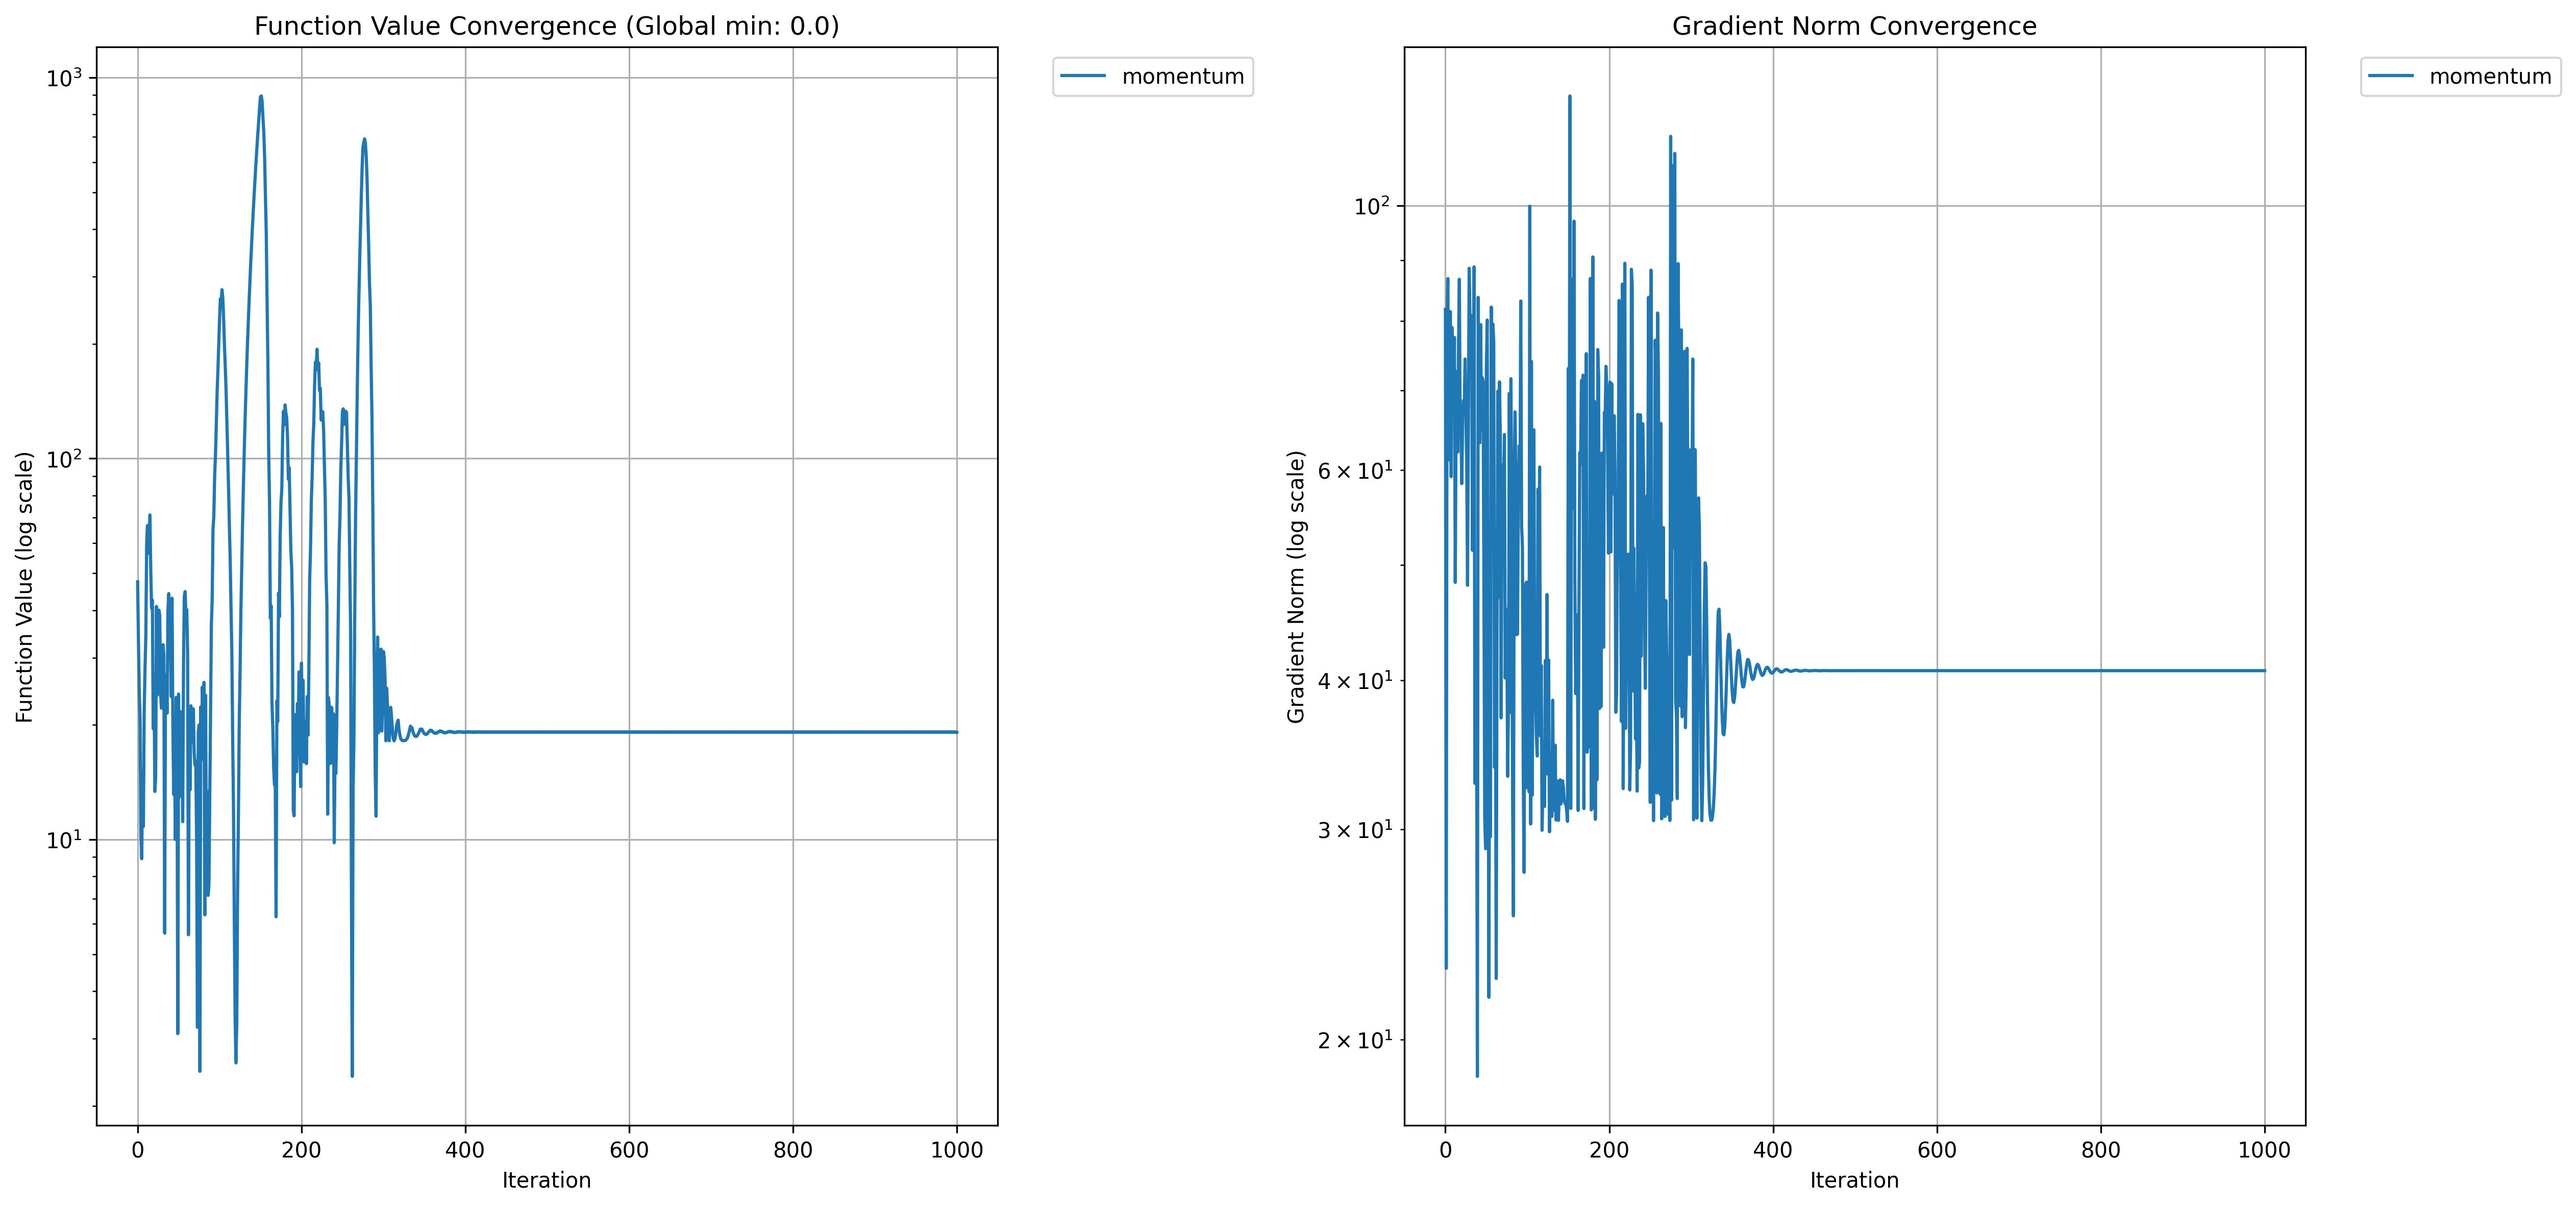 Function Value Convergence (Global min: 0.0)
Function Value (log scale)
10³
10²
10¹
0 200 400 600 800 1000
Iteration
momentum
Gradient Norm Convergence
Gradient Norm (log scale)
10²
6 × 10¹
4 × 10¹
3 × 10¹
2 × 10¹
0 200 400 600 800 1000
Iteration
momentum